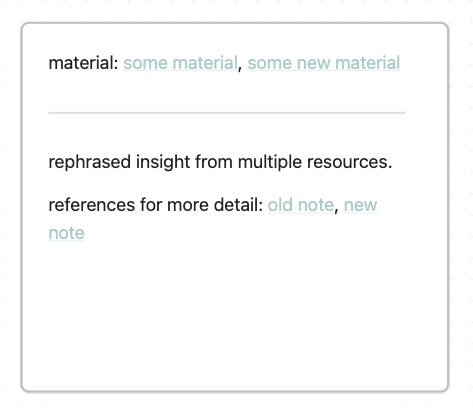 material: some material, some new material
rephrased insight from multiple resources.
references for more detail: old note, new
note